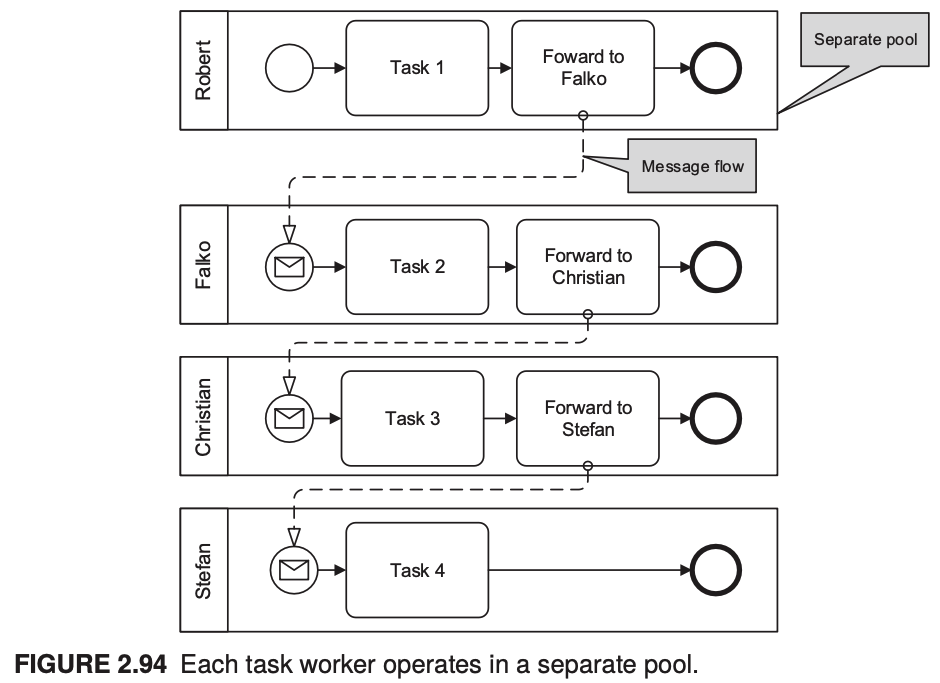 Robert
Task 1
Foward to
Falko
Separate pool
Message flow
Falko
Task 2
Forward to
Christian
Christian
Task 3
Forward to
Stefan
Stefan
Task 4
FIGURE 2.94 Each task worker operates in a separate pool.